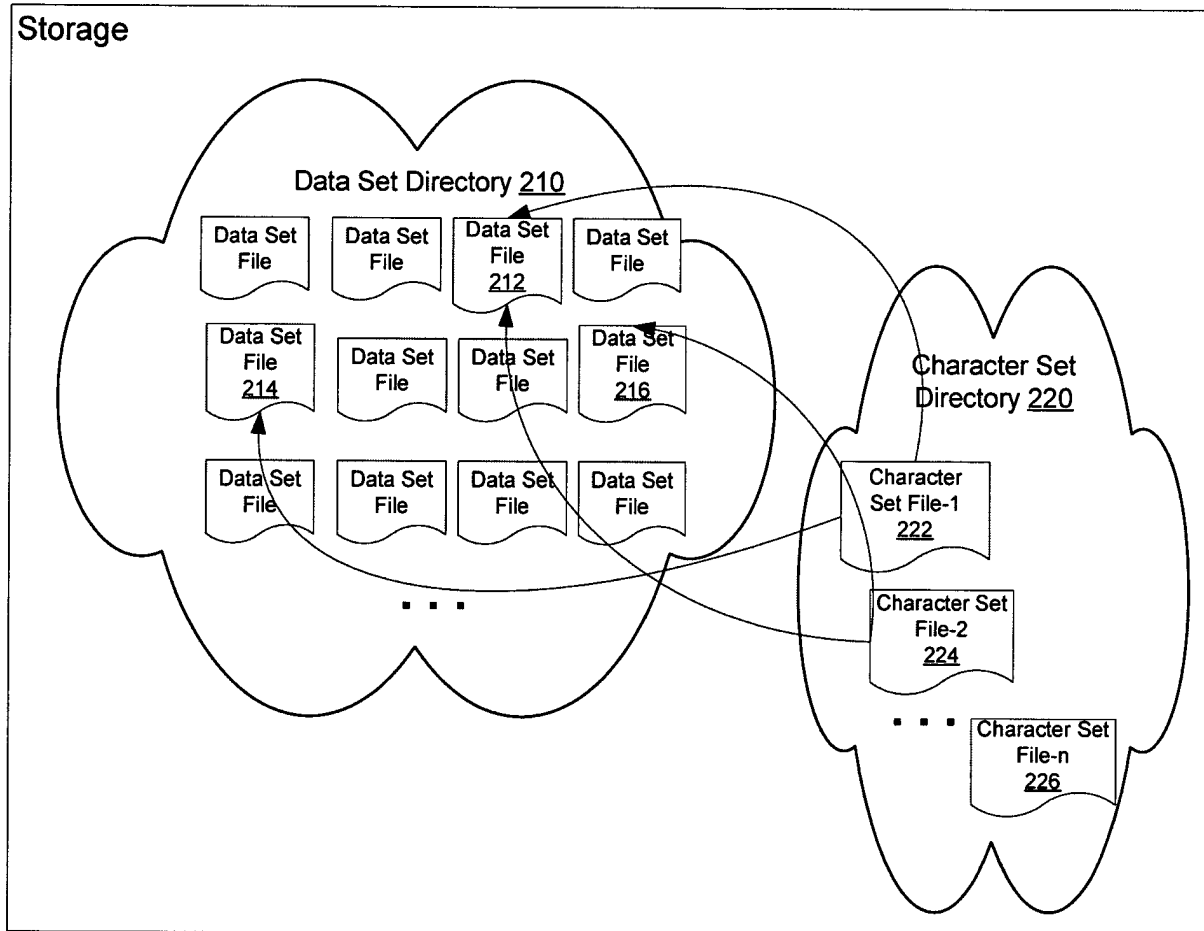 Storage
Data Set Directory 210
Data Set
File
Data Set
File
Data Set
File
212
Data Set
File
Data Set
File
214
Data Set
File
Data Set
File
Data Set
File
216
Data Set
File
Data Set
File
Data Set
File
Data Set
File
. . .
Character Set
Directory 220
Character
Set File-1
222
Character Set
File-2
224
. . .
Character Set
File-n
226